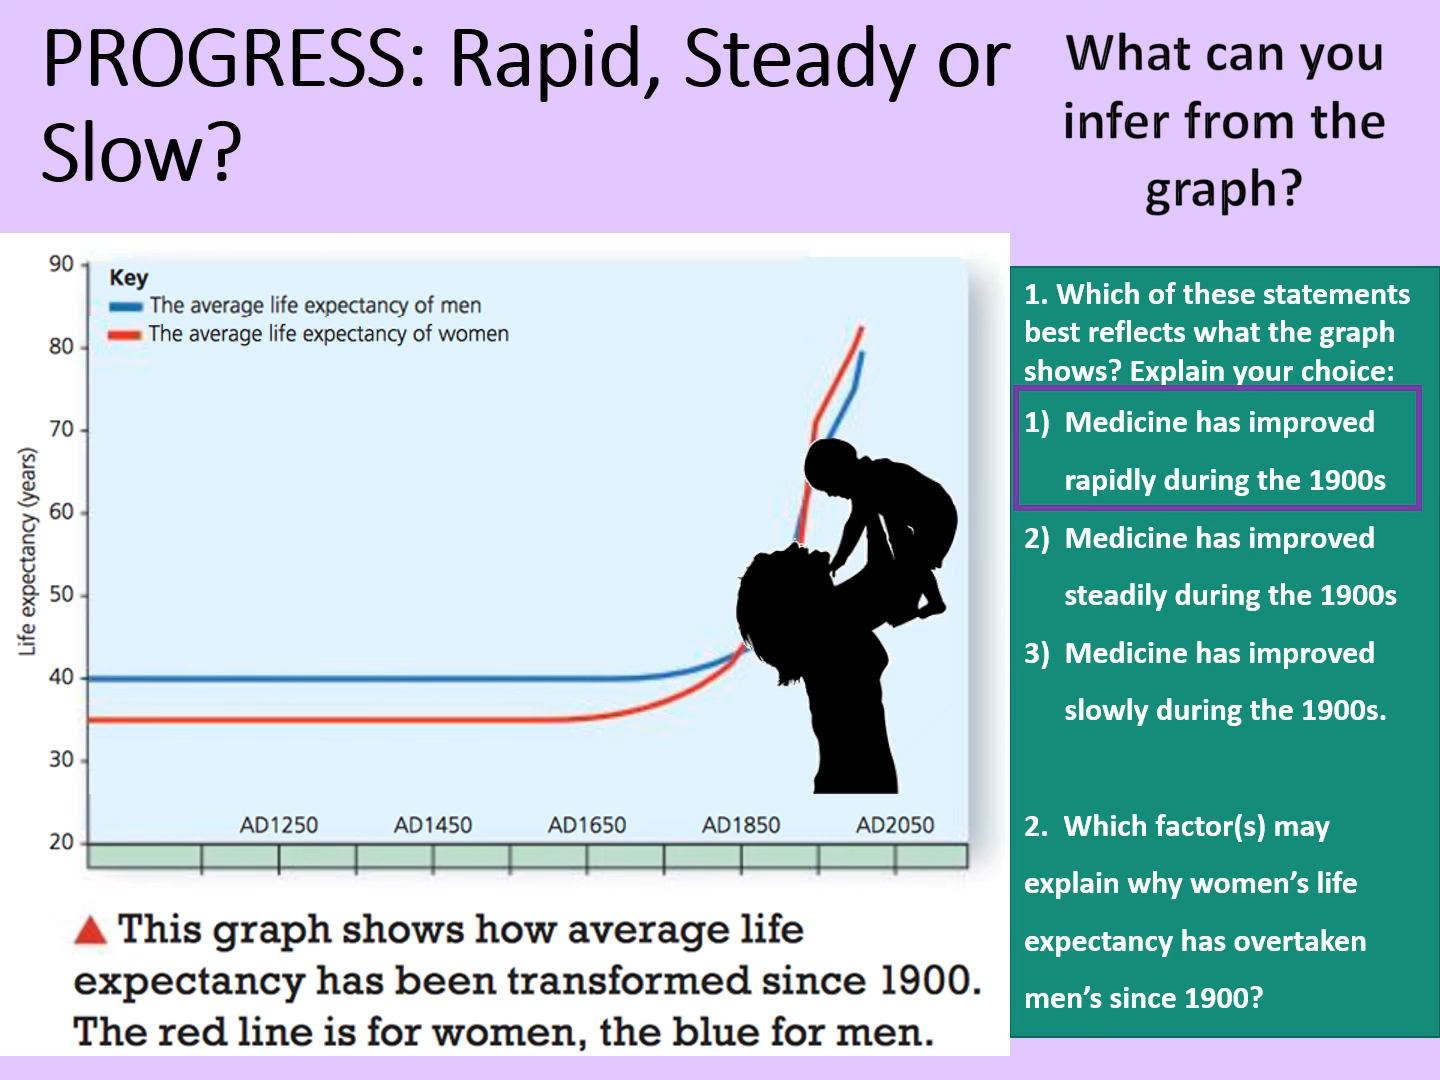 PROGRESS: Rapid, Steady or
Slow?
What can you
infer from the
graph?
90
80
70
60
50
40
30
20
Life expectancy (years)
Key
The average life expectancy of men
The average life expectancy of women
AD1250
AD1450
AD1650
AD1850
AD2050
This graph shows how average life
expectancy has been transformed since 1900.
The red line is for women, the blue for men.
1. Which of these statements
best reflects what the graph
shows? Explain your choice:
1) Medicine has improved
rapidly during the 1900s
2) Medicine has improved
steadily during the 1900s
3) Medicine has improved
slowly during the 1900s.
2. Which factor(s) may
explain why women’s life
expectancy has overtaken
men’s since 1900?